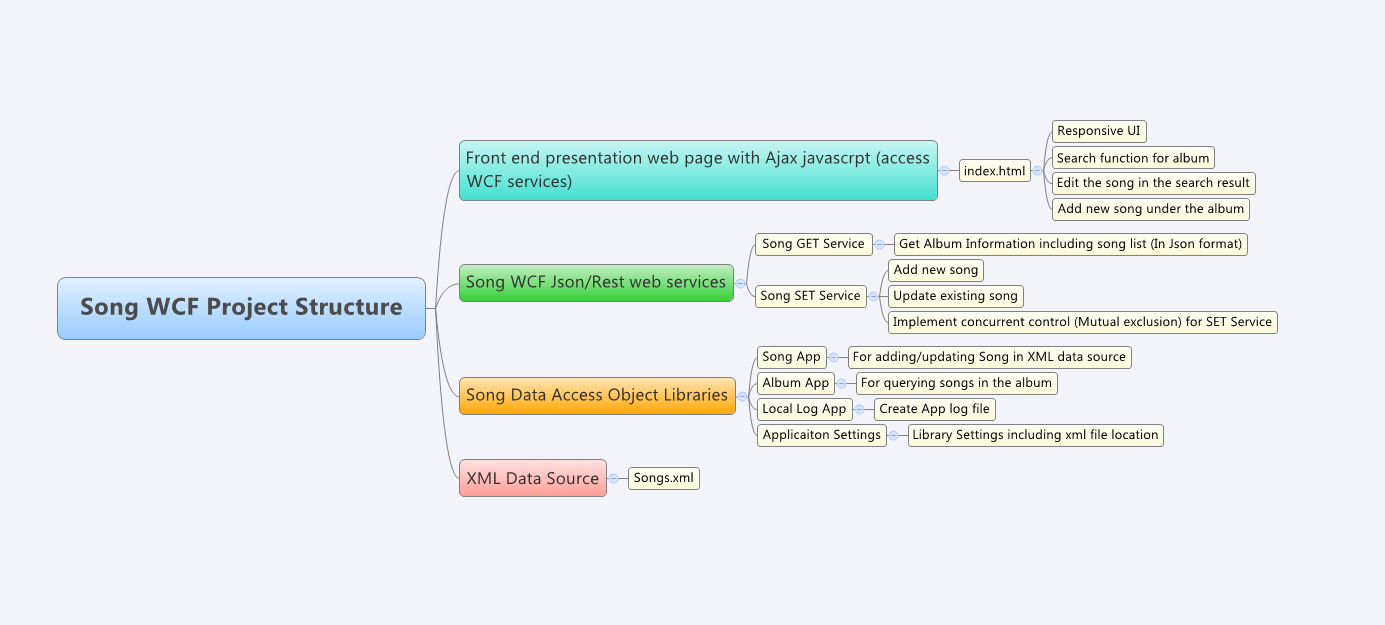 Song WCF Project Structure
Front end presentation web page with Ajax javascrpt (access
WCF services)
index.html
Responsive UI
Search function for album
Edit the song in the search result
Add new song under the album
Song WCF Json/Rest web services
Song GET Service
Get Album Information including song list (In Json format)
Song SET Service
Add new song
Update existing song
Implement concurrent control (Mutual exclusion) for SET Service
Song Data Access Object Libraries
Song App
For adding/updating Song in XML data source
Album App
For querying songs in the album
Local Log App
Create App log file
Applicaiton Settings
Library Settings including xml file location
XML Data Source
Songs.xml